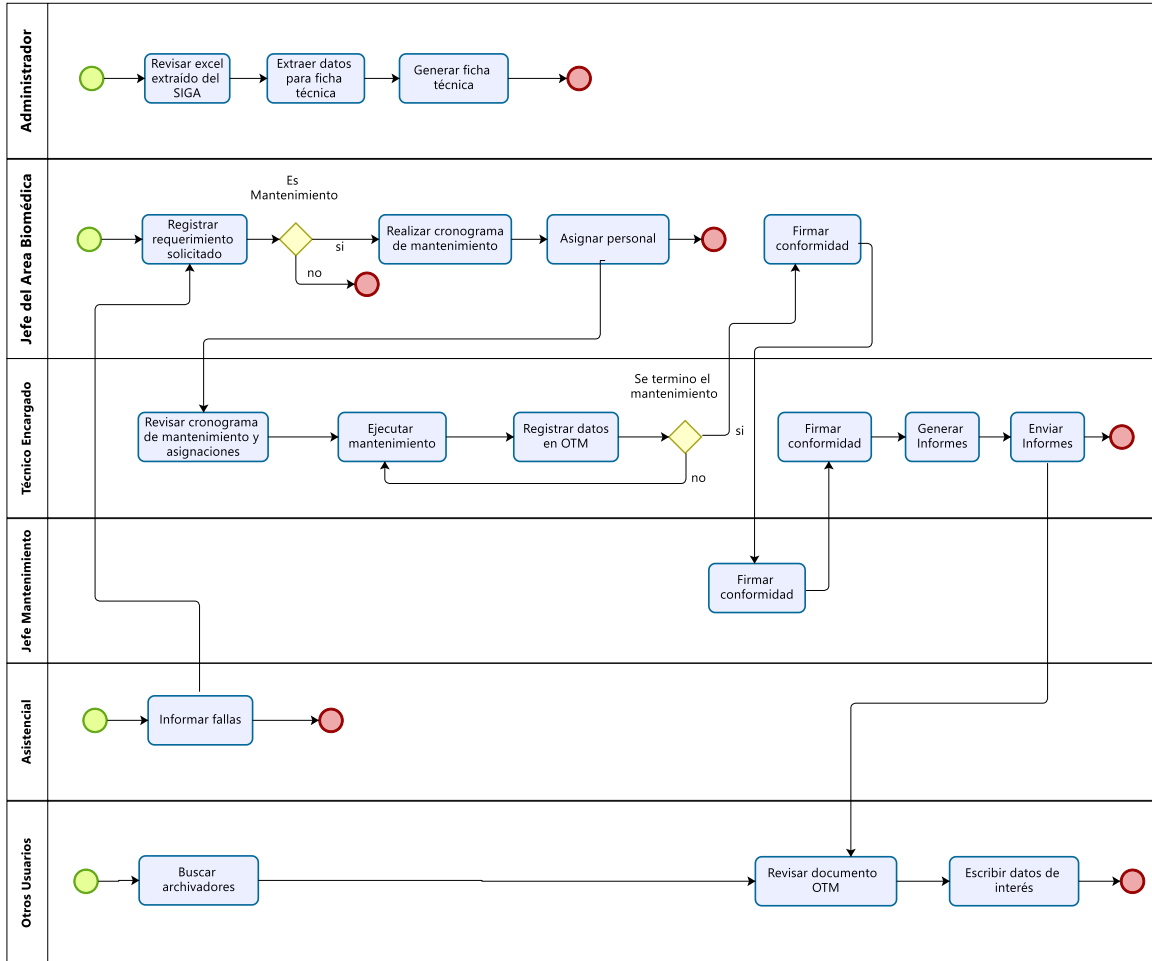 Administrador
Revisar excel
extraído del
SIGA
Extraer datos
para ficha
técnica
Generar ficha
técnica
Jefe del Area Biomédica
Registrar
requerimiento
solicitado
Es
Mantenimiento
si
no
Realizar cronograma
de mantenimiento
Asignar personal
Firmar
conformidad
Técnico Encargado
Revisar cronograma
de mantenimiento y
asignaciones
Ejecutar
mantenimiento
Registrar datos
en OTM
Se termino el
mantenimiento
si
no
Firmar
conformidad
Generar
Informes
Enviar
Informes
Jefe Mantenimiento
Firmar
conformidad
Asistencial
Informar fallas
Otros Usuarios
Buscar
archivadores
Revisar documento
OTM
Escribir datos de
interés